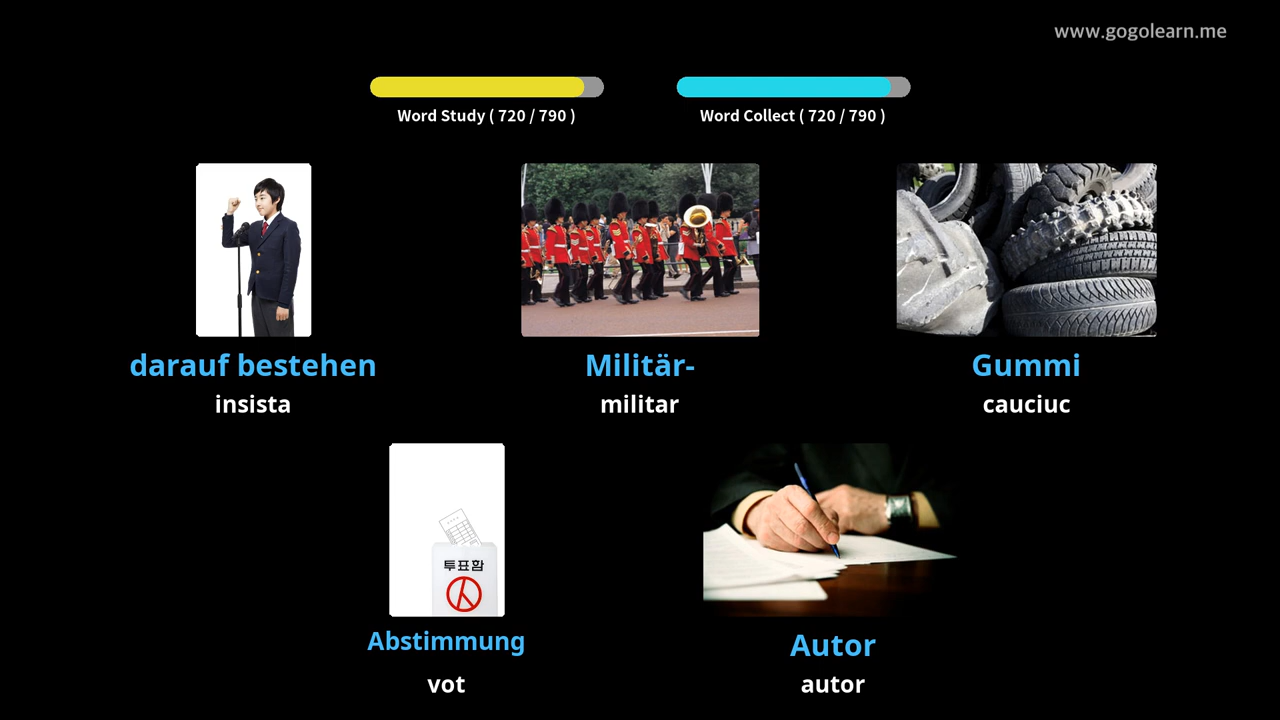 www.gogolearn.me
Word Study ( 720 / 790 )
Word Collect ( 720 / 790 )
darauf bestehen
Militär-
Gummi
insista
militar
cauciuc
투표함
Abstimmung
Autor
vot
autor